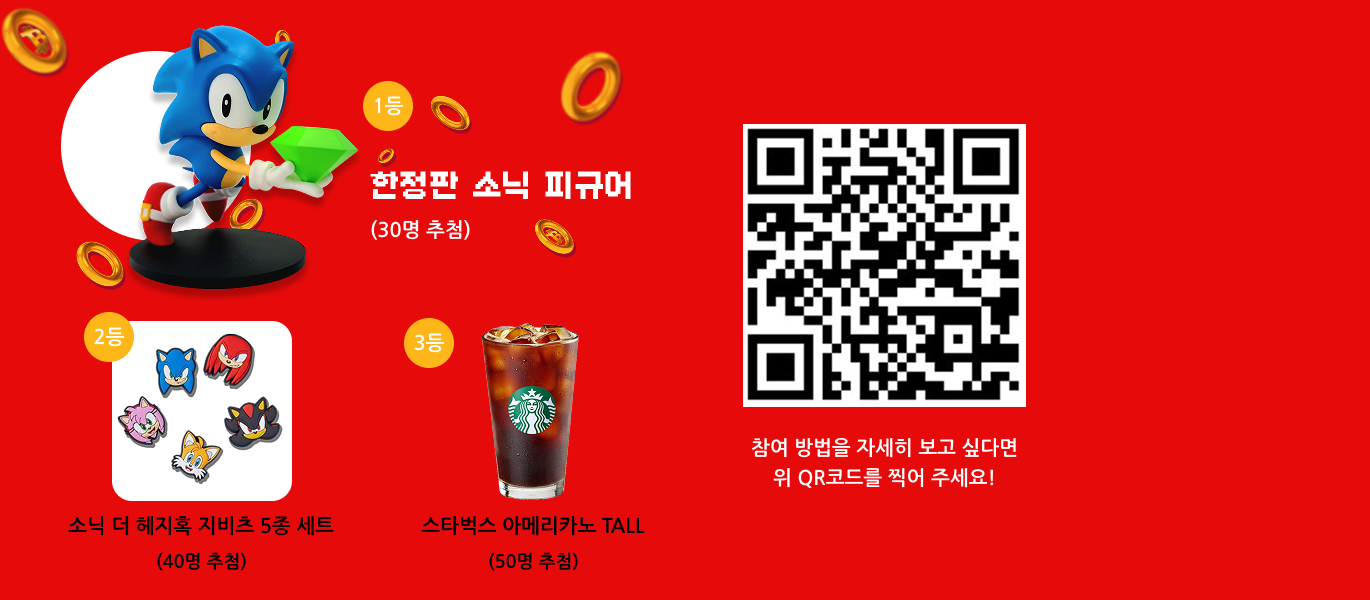 1등
한정판 소닉 피규어
(30명 추첨)
2등
소닉 더 헤지혹 지비츠 5종 세트
(40명 추첨)
3등
스타벅스 아메리카노 TALL
(50명 추첨)
참여 방법을 자세히 보고 싶다면
위 QR코드를 찍어 주세요!